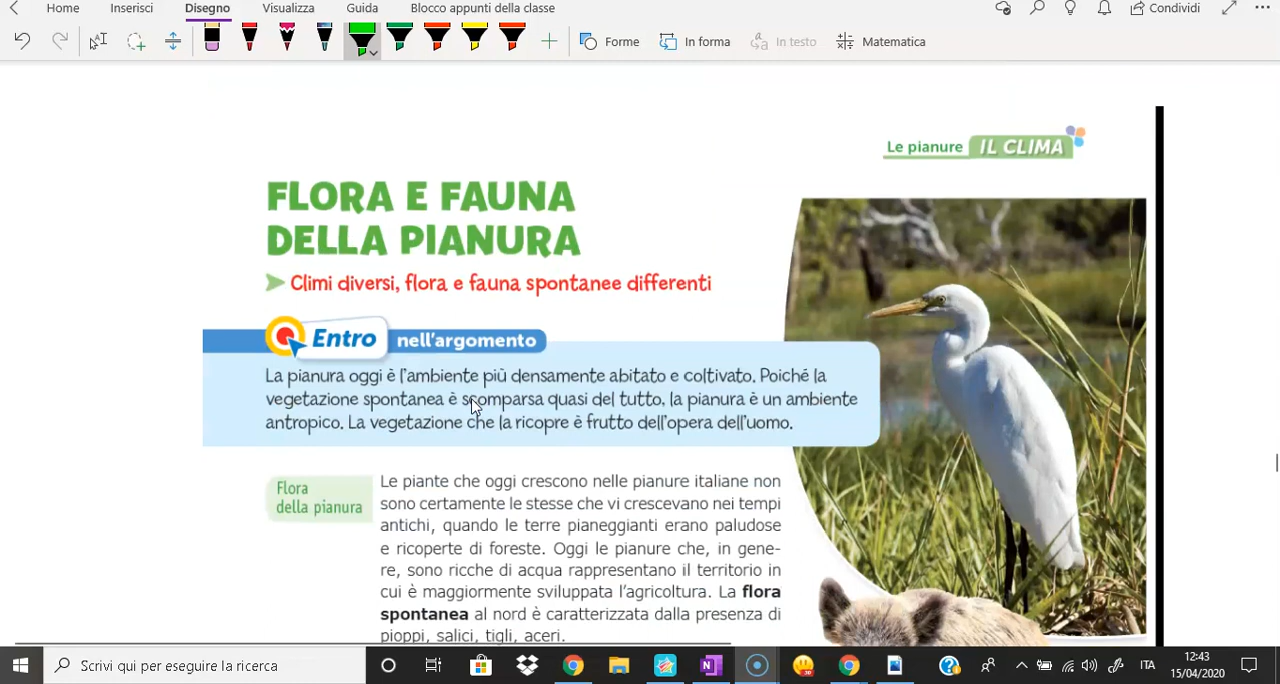 Home Inserisci Disegno Visualizza Guida Blocco appunti della classe Condividi
Forme In forma In testo Matematica
Le pianure IL CLIMA
FLORA E FAUNA
DELLA PIANURA
Climi diversi, flora e fauna spontanee differenti
Entro nell'argomento
La pianura oggi è l'ambiente più densamente abitato e coltivato. Poiché la
vegetazione spontanea è scomparsa quasi del tutto, la pianura è un ambiente
antropico. La vegetazione che la ricopre è frutto dell'opera dell'uomo.
Flora
della pianura
Le piante che oggi crescono nelle pianure italiane non
sono certamente le stesse che vi crescevano nei tempi
antichi, quando le terre pianeggianti erano paludose
e ricoperte di foreste. Oggi le pianure che, in gene-
re, sono ricche di acqua rappresentano il territorio in
cui è maggiormente sviluppata l'agricoltura. La flora
spontanea al nord è caratterizzata dalla presenza di
pioppi, salici, tigli, aceri.
Scrivi qui per eseguire la ricerca
ITA
12:43
15/04/2020